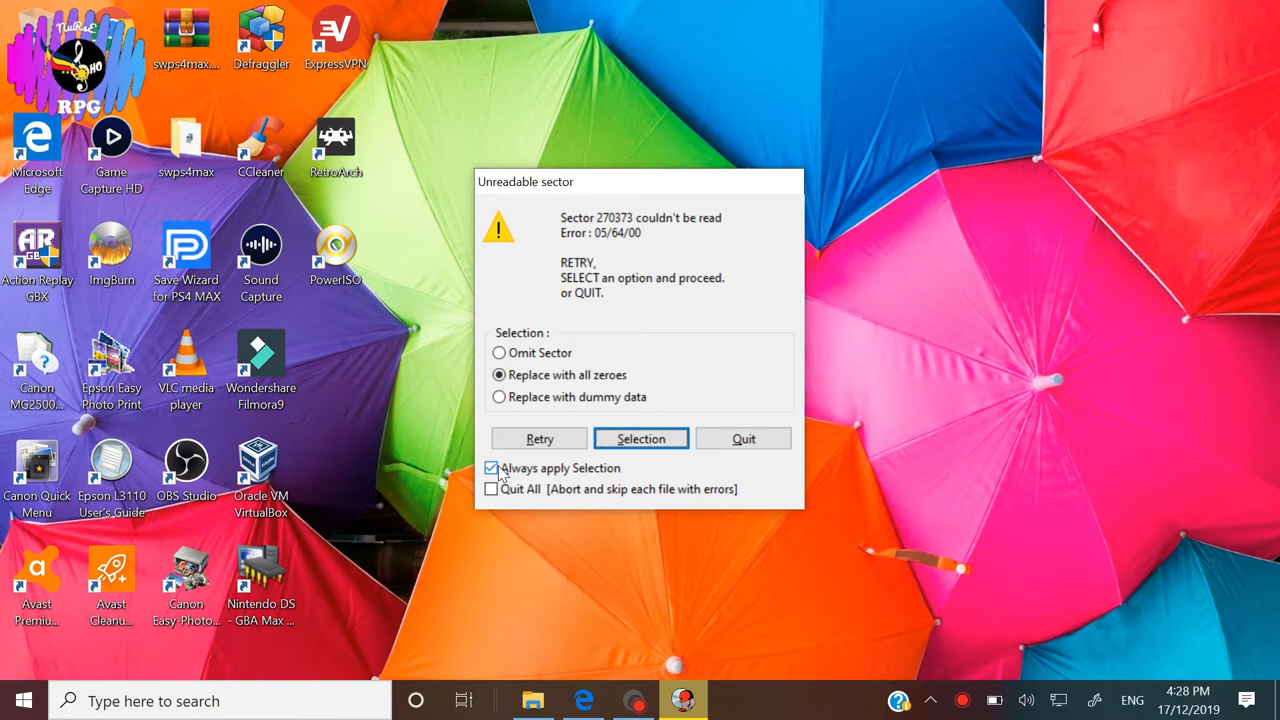 NuRsE
HO
RPG
swps4max....
Defraggler
ExpressVPN
Microsoft
Edge
Game
Capture HD
swps4max
CCleaner
RetroArch
AR
GBX
Action Replay
GBX
ImgBurn
Save Wizard
for PS4 MAX
Sound
Capture
PowerISO
Canon
MG2500...
Epson Easy
Photo Print
VLC media
player
Wondershare
Filmora9
Canon Quick
Menu
Epson L3110
User's Guide
OBS Studio
Oracle VM
VirtualBox
Avast
Premiu...
Avast
Cleanu...
Canon
Easy-Photo...
Nintendo DS
- GBA Max ...
Unreadable sector
Sector 270373 couldn't be read
Error : 05/64/00
RETRY,
SELECT an option and proceed.
or QUIT.
Selection :
Omit Sector
Replace with all zeroes
Replace with dummy data
Retry
Selection
Quit
Always apply Selection
Quit All [Abort and skip each file with errors]
Type here to search
ENG
4:28 PM
17/12/2019